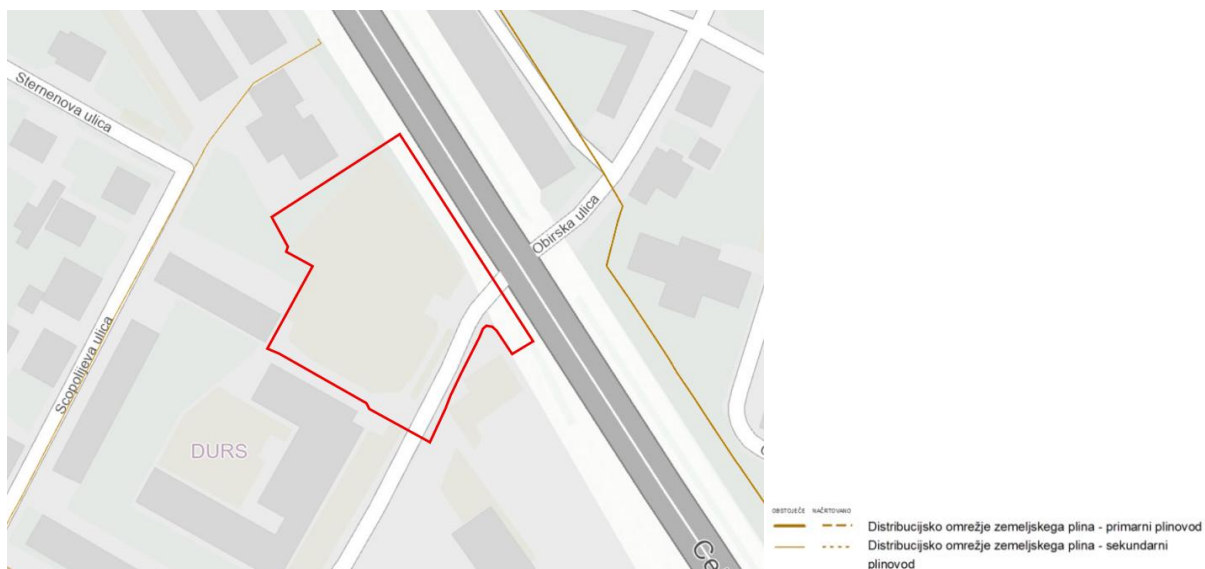 Sternenova ulica
Obirska ulica
Scopolijeva ulica
DURS
Ce
OBSTOJEČE NAČRTOVANO
Distribucijsko omrežje zemeljskega plina - primarni plinovod
Distribucijsko omrežje zemeljskega plina - sekundarni
plinovod